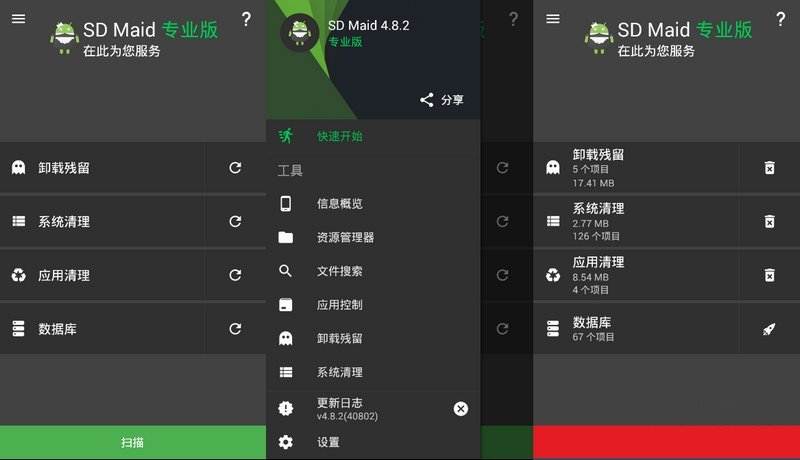 SD Maid 专业版
在此为您服务
?
卸载残留
系统清理
应用清理
数据库
扫描
SD Maid 4.8.2
专业版
分享
快速开始
工具
信息概览
资源管理器
文件搜索
应用控制
卸载残留
系统清理
更新日志
v4.8.2(40802)
设置
?
SD Maid 专业版
在此为您服务
?
卸载残留
5 个项目
17.41 MB
系统清理
2.77 MB
126 个项目
应用清理
8.54 MB
4 个项目
数据库
67 个项目